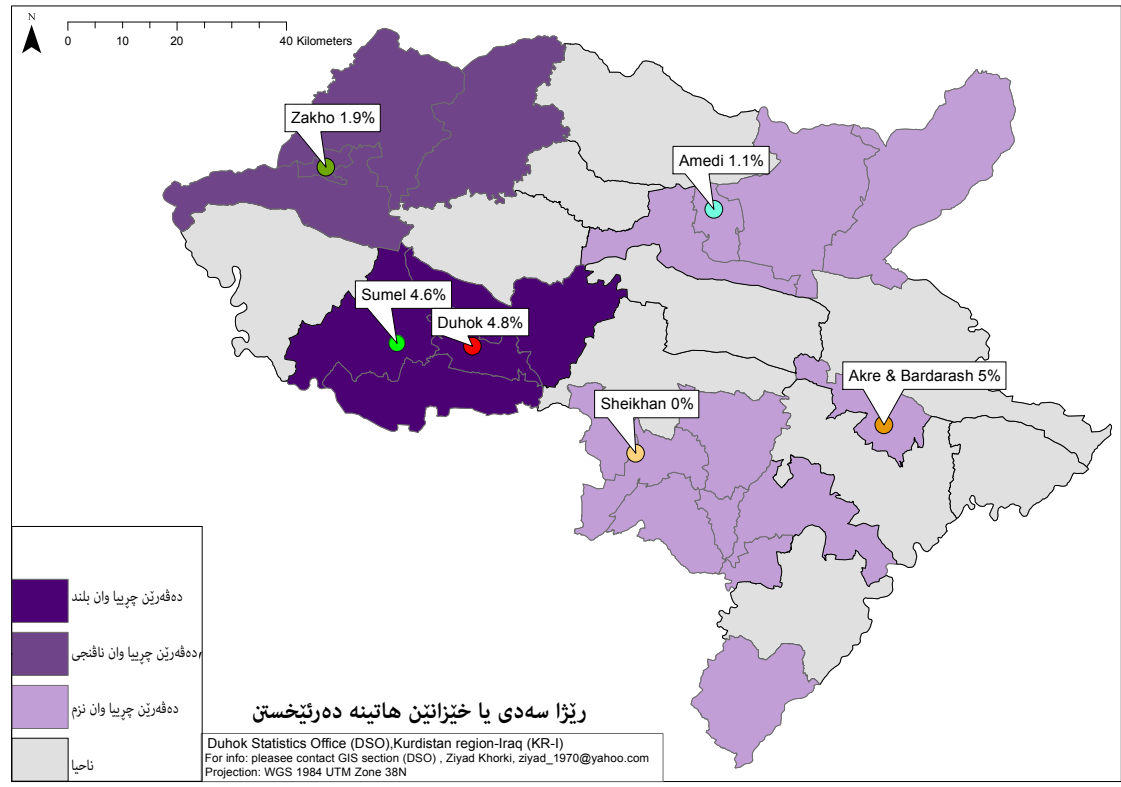 N
0 10 20 40 Kilometers
Zakho 1.9%
Amedi 1.1%
Sumel 4.6%
Duhok 4.8%
Akre & Bardarash 5%
Sheikhan 0%
دەڤەرێن چڕییا وان بلند
دەڤەرێن چڕییا وان ناڤنجی
دەڤەرێن چڕییا وان نزم
ناحیا
رێژا سەدی یا خێزانێن هاتینە دەرئێخستن
Duhok Statistics Office (DSO),Kurdistan region-Iraq (KR-I)
For info: pleasee contact GIS section (DSO) , Ziyad Khorki, ziyad_1970@yahoo.com
Projection: WGS 1984 UTM Zone 38N